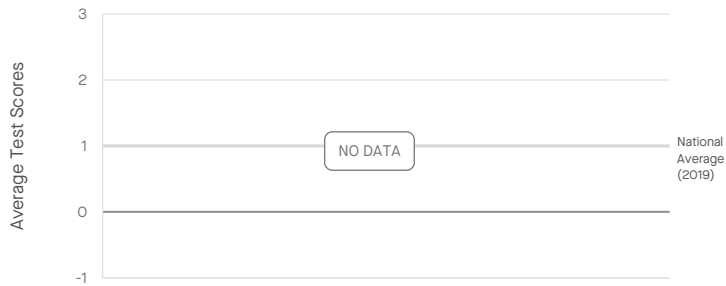 Average Test Scores
3
2
1
0
-1
NO DATA
National
Average
(2019)